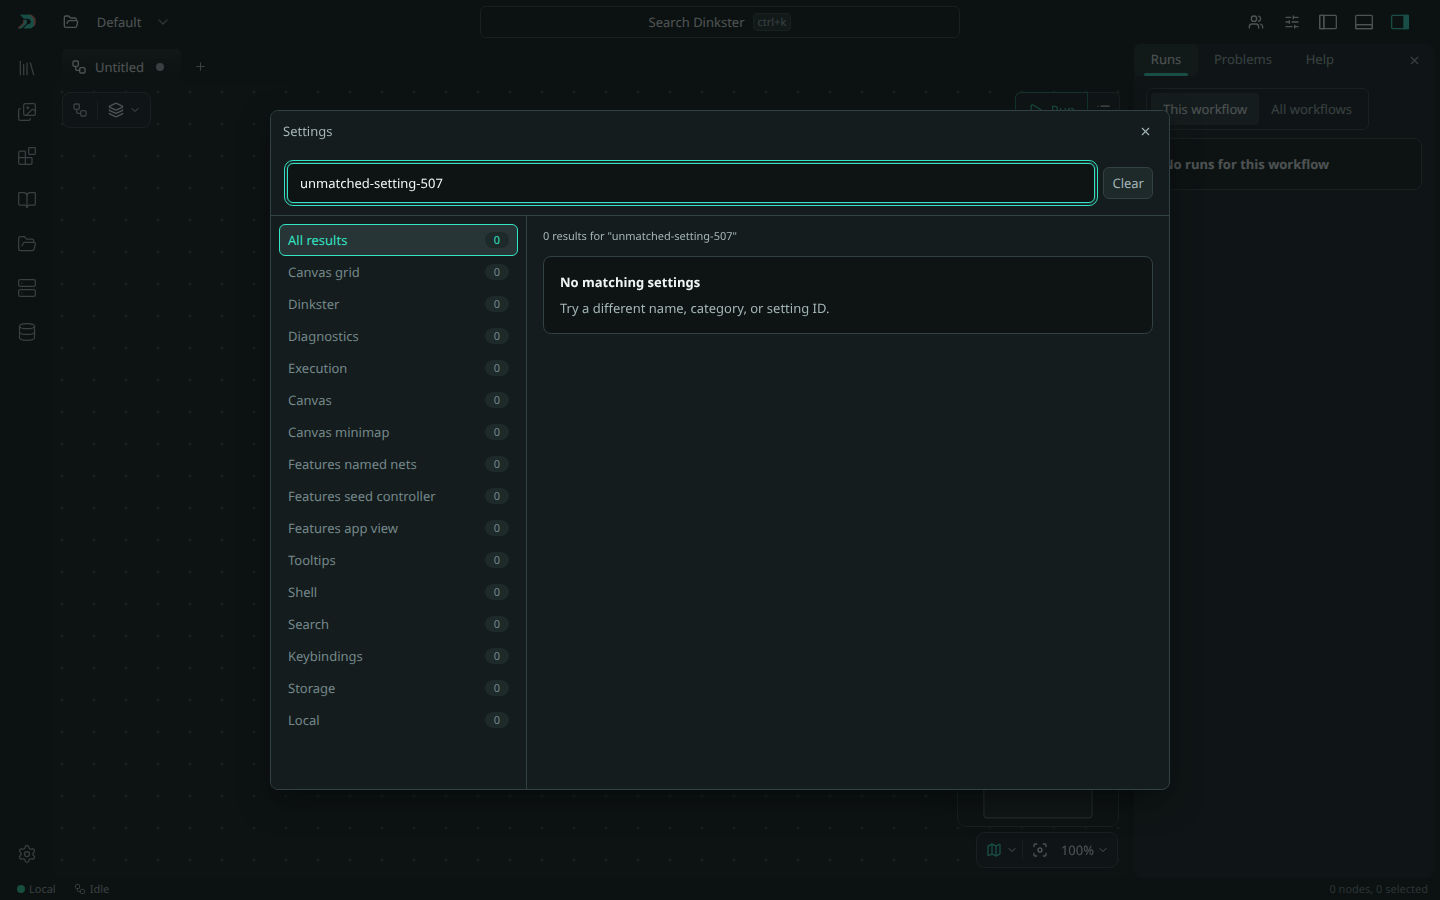 Default
Search Dinkster ctrl+k
Untitled
Runs Problems Help
Run
This workflow All workflows
No runs for this workflow
Settings
unmatched-setting-507
Clear
All results 0
Canvas grid 0
Dinkster 0
Diagnostics 0
Execution 0
Canvas 0
Canvas minimap 0
Features named nets 0
Features seed controller 0
Features app view 0
Tooltips 0
Shell 0
Search 0
Keybindings 0
Storage 0
Local 0
0 results for "unmatched-setting-507"
No matching settings
Try a different name, category, or setting ID.
100%
Local Idle
0 nodes, 0 selected